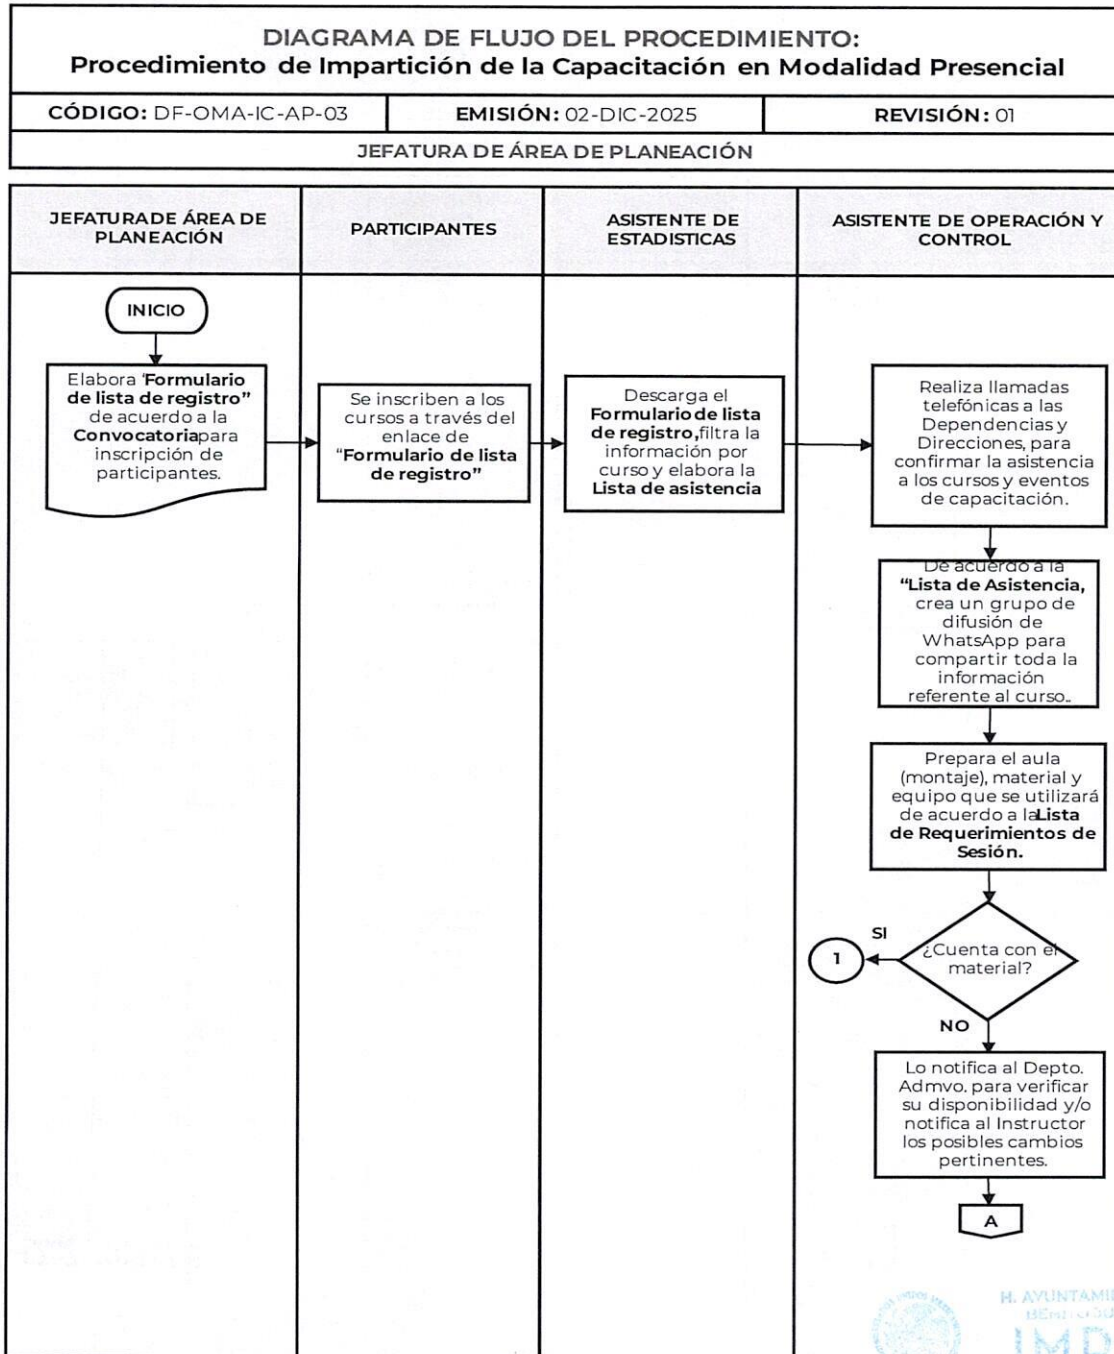 DIAGRAMA DE FLUJO DEL PROCEDIMIENTO:
Procedimiento de Impartición de la Capacitación en Modalidad Presencial
CÓDIGO: DF-OMA-IC-AP-03
EMISIÓN: 02-DIC-2025
REVISIÓN: 01
JEFATURA DE ÁREA DE PLANEACIÓN
JEFATURADE ÁREA DE
PLANEACIÓN
PARTICIPANTES
ASISTENTE DE
ESTADISTICAS
ASISTENTE DE OPERACIÓN Y
CONTROL
INICIO
Elabora "Formulario
de lista de registro"
de acuerdo a la
Convocatoriapara
inscripción de
participantes.
Se inscriben a los
cursos a través del
enlace de
"Formulario de lista
de registro"
Descarga el
Formulario de lista
de registro,filtra la
información por
curso y elabora la
Lista de asistencia
Realiza llamadas
telefónicas a las
Dependencias y
Direcciones, para
confirmar la asistencia
a los cursos y eventos
de capacitación.
De acuerdo a la
"Lista de Asistencia,
crea un grupo de
difusión de
WhatsApp para
compartir toda la
información
referente al curso..
Prepara el aula
(montaje), material y
equipo que se utilizará
de acuerdo a laLista
de Requerimientos de
Sesión.
SI
1
¿Cuenta con el
material?
NO
Lo notifica al Depto.
Admvo. para verificar
su disponibilidad y/o
notifica al Instructor
los posibles cambios
pertinentes.
A